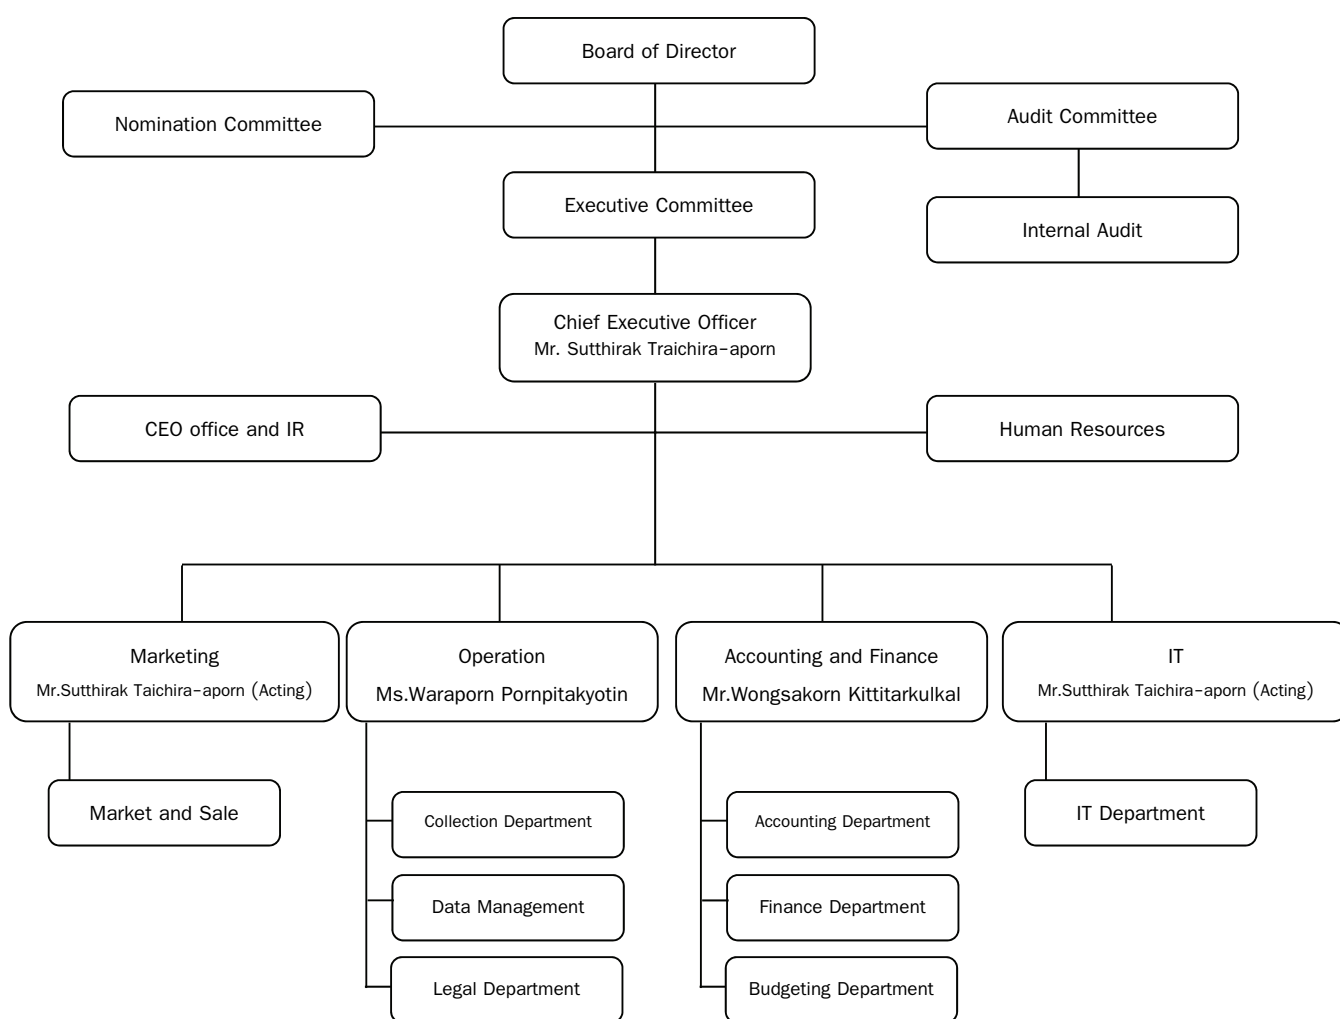 Board of Director
Nomination Committee
Audit Committee
Executive Committee
Internal Audit
Chief Executive Officer
Mr. Sutthirak Traichira-aporn
CEO office and IR
Human Resources
Marketing
Mr.Sutthirak Taichira-aporn (Acting)
Operation
Ms.Waraporn Pornpitakyotin
Accounting and Finance
Mr.Wongsakorn Kittitarkulkal
IT
Mr.Sutthirak Taichira-aporn (Acting)
Market and Sale
Collection Department
Data Management
Legal Department
Accounting Department
Finance Department
Budgeting Department
IT Department